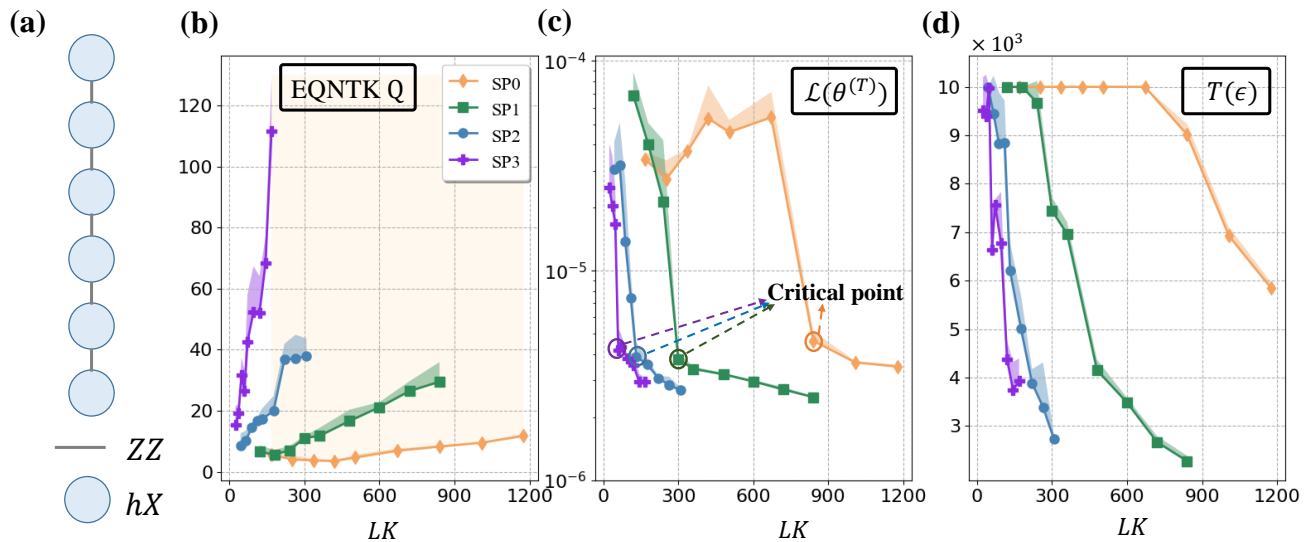 (a)
ZZ
hX
(b)
EQNTK Q
SP0
SP1
SP2
SP3
120
100
80
60
40
20
0
0
300
600
900
1200
LK
(c)
ℒ(θ^(T))
10^−4
10^−5
10^−6
Critical point
0
300
600
900
1200
LK
(d)
× 10^3
T(ϵ)
10
9
8
7
6
5
4
3
0
300
600
900
1200
LK